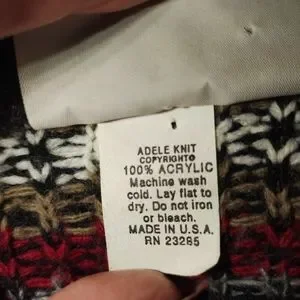 ADELE KNIT
COPYRIGHT©
100% ACRYLIC
Machine wash
cold. Lay flat to
dry. Do not iron
or bleach.
MADE IN U.S.A.
RN 23285